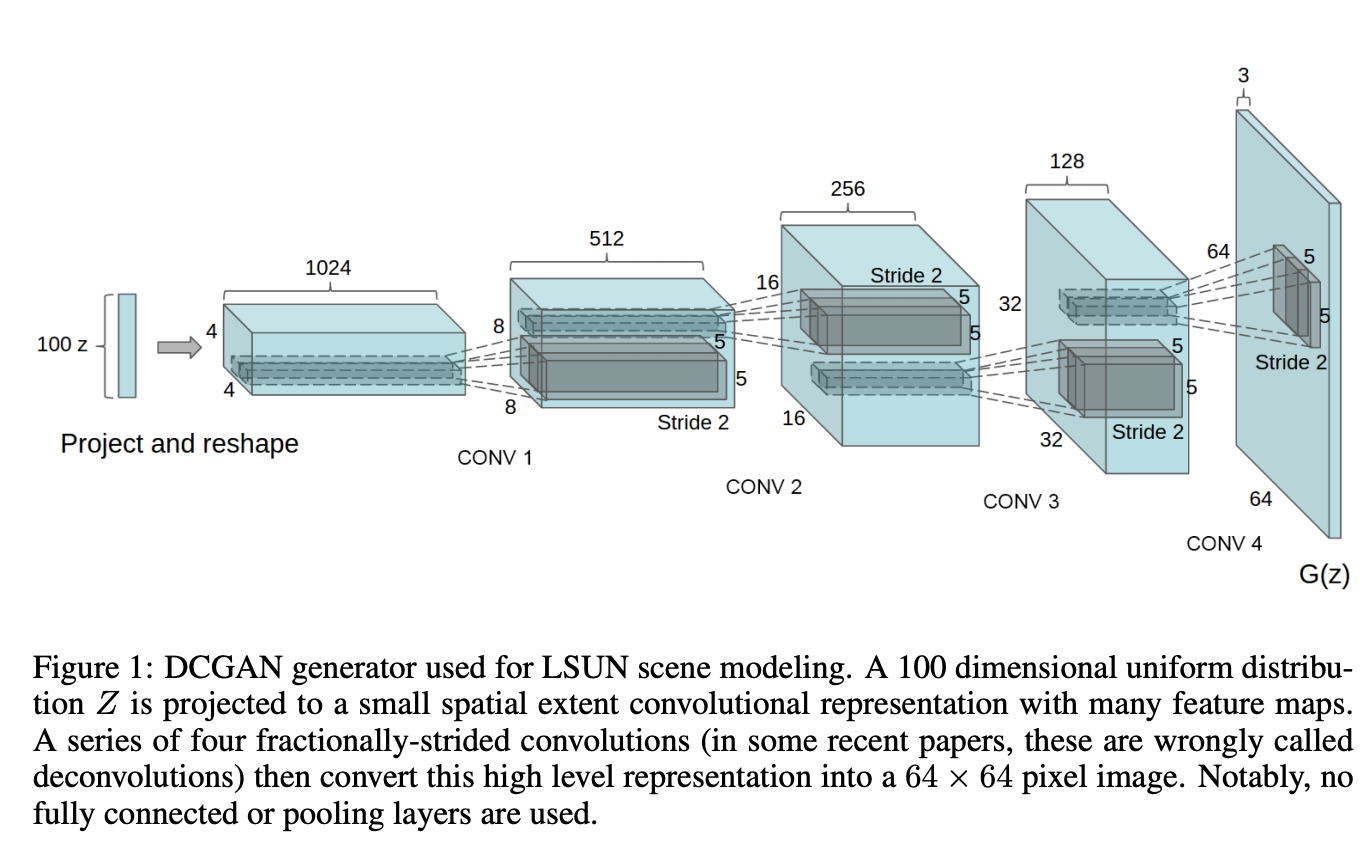 3
128
256
64
5
512
Stride 2
1024
16
5
32
5
8
5
4
5
5
100 z
5
Stride 2
5
4
8
16
Stride 2
Stride 2
32
Project and reshape
CONV 1
CONV 2
CONV 3
64
CONV 4
G(z)
Figure 1: DCGAN generator used for LSUN scene modeling. A 100 dimensional uniform distribu-
tion Z is projected to a small spatial extent convolutional representation with many feature maps.
A series of four fractionally-strided convolutions (in some recent papers, these are wrongly called
deconvolutions) then convert this high level representation into a 64 × 64 pixel image. Notably, no
fully connected or pooling layers are used.